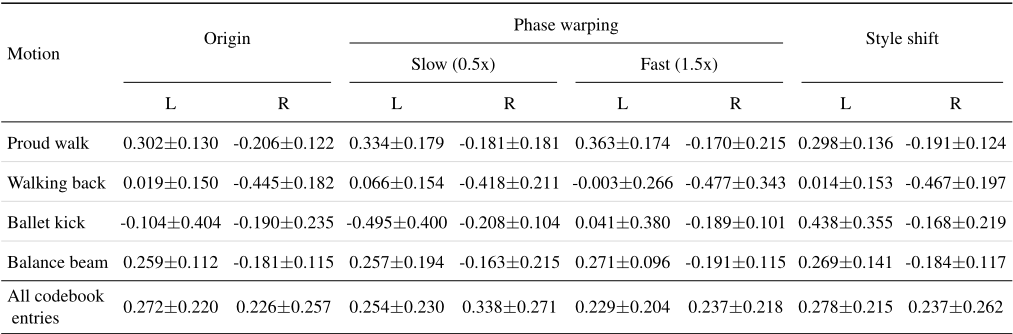 Motion Origin Phase warping Style shift
Slow (0.5x) Fast (1.5x)
L R L R L R L R
Proud walk 0.302±0.130 -0.206±0.122 0.334±0.179 -0.181±0.181 0.363±0.174 -0.170±0.215 0.298±0.136 -0.191±0.124
Walking back 0.019±0.150 -0.445±0.182 0.066±0.154 -0.418±0.211 -0.003±0.266 -0.477±0.343 0.014±0.153 -0.467±0.197
Ballet kick -0.104±0.404 -0.190±0.235 -0.495±0.400 -0.208±0.104 0.041±0.380 -0.189±0.101 0.438±0.355 -0.168±0.219
Balance beam 0.259±0.112 -0.181±0.115 0.257±0.194 -0.163±0.215 0.271±0.096 -0.191±0.115 0.269±0.141 -0.184±0.117
All codebook
entries 0.272±0.220 0.226±0.257 0.254±0.230 0.338±0.271 0.229±0.204 0.237±0.218 0.278±0.215 0.237±0.262